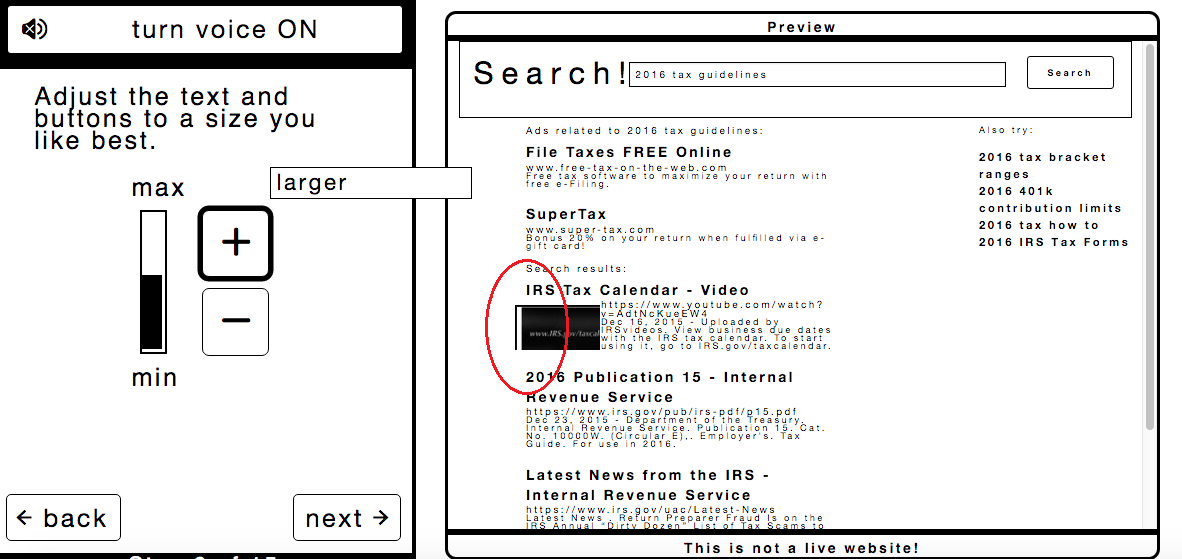 turn voice ON
Adjust the text and
buttons to a size you
like best.
max
larger
+
−
min
← back
next →
Preview
Search!
2016 tax guidelines
Search
Ads related to 2016 tax guidelines:
File Taxes FREE Online
www.free-tax-on-the-web.com
Free tax software to maximize your return with
free e-Filing.
SuperTax
www.super-tax.com
Bonus 20% on your return when fulfilled via e-
gift card!
Search results:
IRS Tax Calendar - Video
www.IRS.gov/taxcal
https://www.youtube.com/watch?
v=AdtNcKueEW4
Dec 16, 2015 - Uploaded by
IRSvideos. View business due dates
with the IRS tax calendar. To start
using it, go to IRS.gov/taxcalendar.
2016 Publication 15 - Internal
Revenue Service
https://www.irs.gov/pub/irs-pdf/p15.pdf
Dec 23, 2015 - Department of the Treasury.
Internal Revenue Service. Publication 15. Cat.
No. 10000W. (Circular E),. Employer's. Tax
Guide. For use in 2016.
Latest News from the IRS -
Internal Revenue Service
https://www.irs.gov/uac/Latest-News
Latest News . Return Preparer Fraud Is on the
IRS Annual "Dirty Dozen" List of Tax Scams to
Also try:
2016 tax bracket
ranges
2016 401k
contribution limits
2016 tax how to
2016 IRS Tax Forms
This is not a live website!